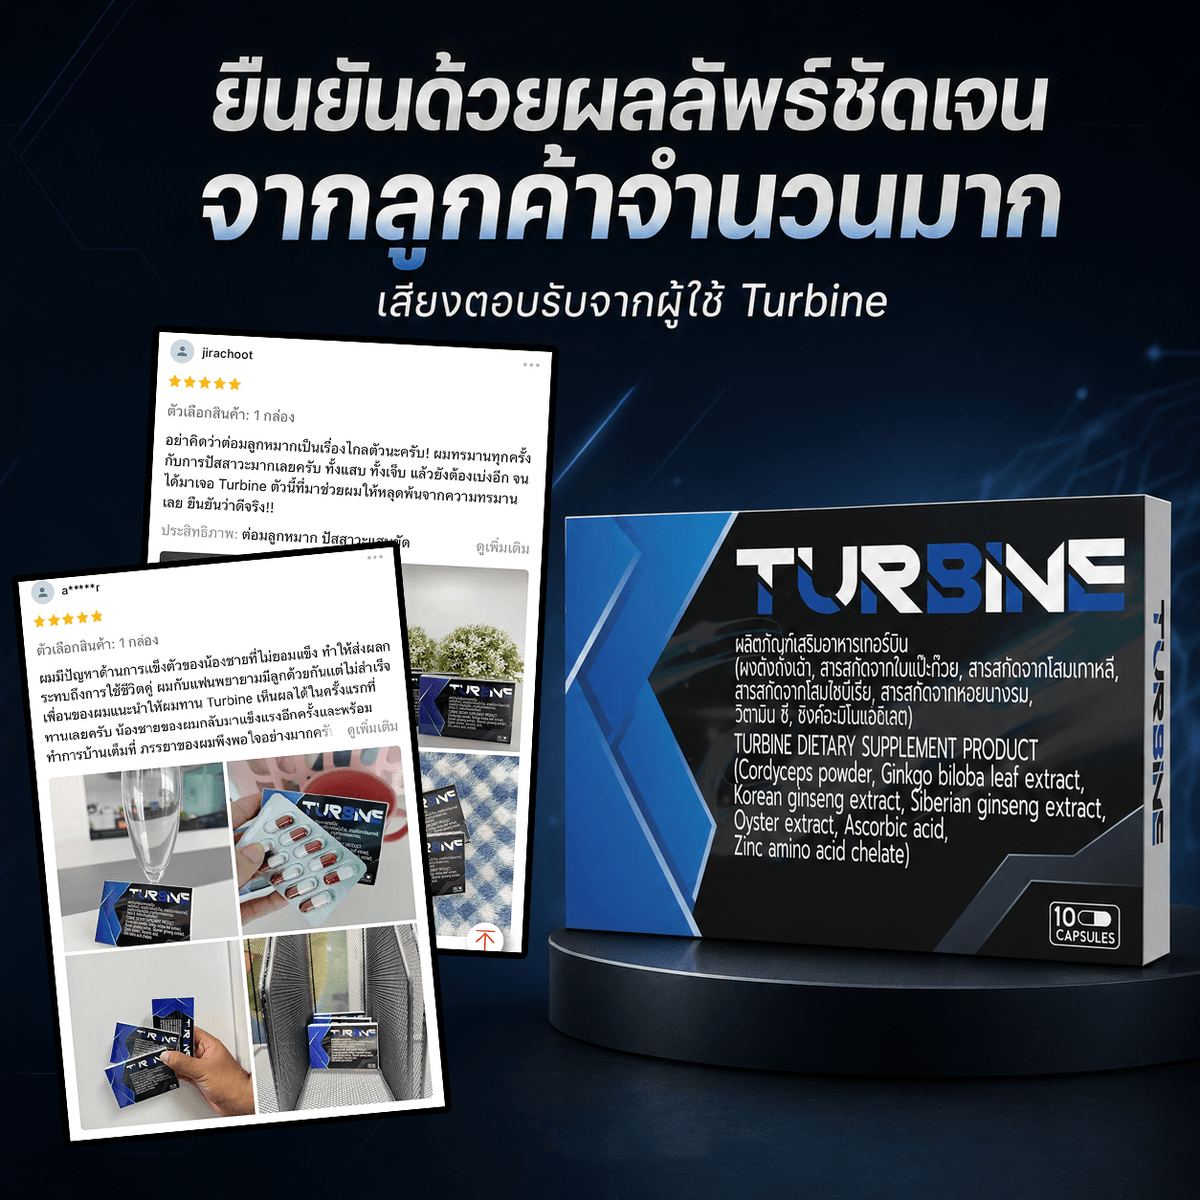 ยืนยันด้วยผลลัพธ์ชัดเจน
จากลูกค้าจำนวนมาก
เสียงตอบรับจากผู้ใช้ Turbine
jirachoot
ตัวเลือกสินค้า: 1 กล่อง
อย่าคิดว่าต่อมลูกหมากเป็นเรื่องไกลตัวนะครับ! ผมทรมานทุกครั้ง
กับการปัสสาวะมากเลยครับ ทั้งแสบ ทั้งเจ็บ แล้วยังต้องเบ่งอีก จน
ได้มาเจอ Turbine ตัวนี้ที่มาช่วยผมให้หลุดพ้นจากความทรมาน
เลย ยืนยันว่าดีจริง!!
ประสิทธิภาพ: ต่อมลูกหมาก ปัสสาวะแสบขัด
ดูเพิ่มเติม
a*****r
ตัวเลือกสินค้า: 1 กล่อง
ผมมีปัญหาด้านการแข็งตัวของน้องชายที่ไม่ยอมแข็ง ทำให้ส่งผลก
ระทบถึงการใช้ชีวิตคู่ ผมกับแฟนพยายามมีลูกด้วยกันแต่ไม่สำเร็จ
เพื่อนของผมแนะนำให้ผมทาน Turbine เห็นผลได้ในครั้งแรกที่
ทานเลยครับ น้องชายของผมกลับมาแข็งแรงอีกครั้งและพร้อม
ทำการบ้านเต็มที่ ภรรยาของผมพึงพอใจอย่างมากครั ดูเพิ่มเติม
TURBINE
ผลิตภัณฑ์เสริมอาหารเทอร์บิน
(ผงตังถั่งเฉ้า, สารสกัดจากใบแป๊ะก๊วย, สารสกัดจากโสมเกาหลี,
สารสกัดจากโสมไซบีเรีย, สารสกัดจากหอยนางรม,
วิตามิน ซี, ซิงค์อะมิโนแอซิเลต)
TURBINE DIETARY SUPPLEMENT PRODUCT
(Cordyceps powder, Ginkgo biloba leaf extract,
Korean ginseng extract, Siberian ginseng extract,
Oyster extract, Ascorbic acid,
Zinc amino acid chelate)
10
CAPSULES
TURBINE
TURBINE
TURBINE
TURBINE
TURBINE